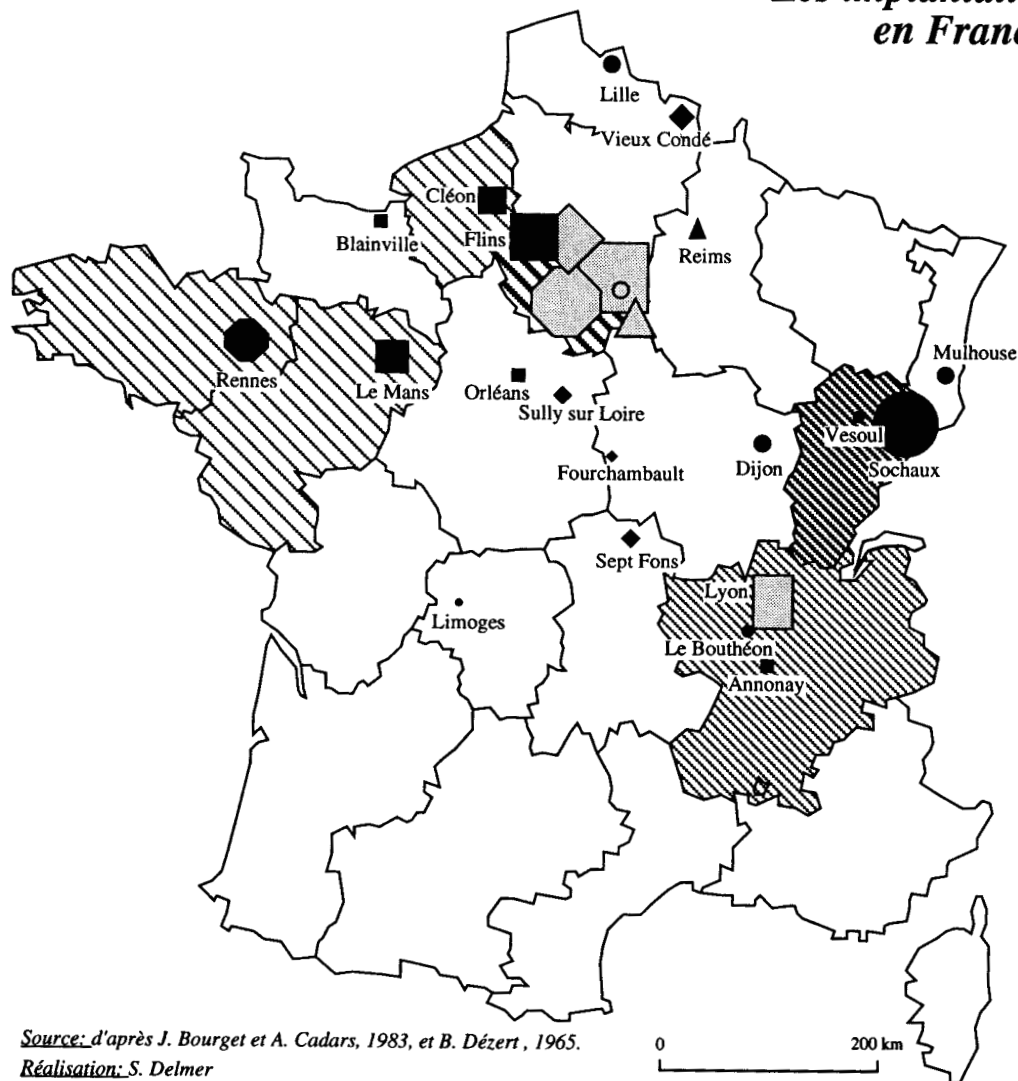 en Fran
Lille
Vieux Condé
Cléon
Blainville
Flins
Reims
Rennes
Le Mans
Orléans
Sully sur Loire
Mulhouse
Vesoul
Sochaux
Fourchambault
Dijon
Sept Fons
Limoges
Lyon
Le Bouthéon
Annonay
Source: d'après J. Bourget et A. Cadars, 1983, et B. Dézert , 1965.
Réalisation: S. Delmer
0 200 km